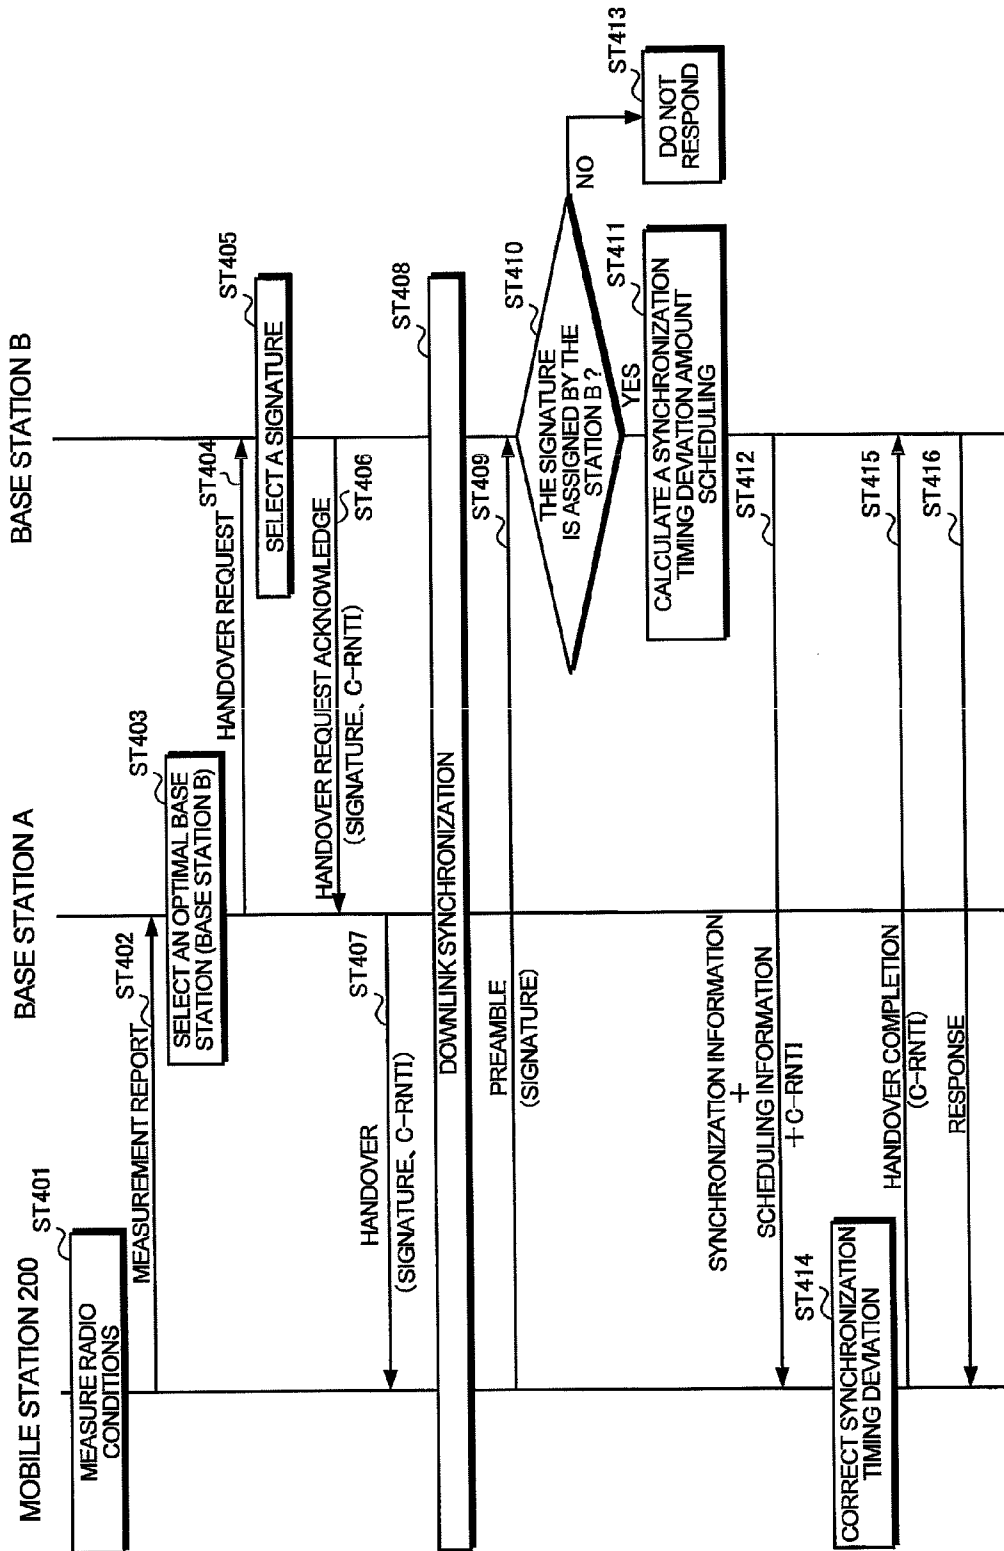 MOBILE STATION 200
BASE STATION A
BASE STATION B
ST401
MEASURE RADIO
CONDITIONS
MEASUREMENT REPORT
ST402
ST403
SELECT AN OPTIMAL BASE
STATION (BASE STATION B)
HANDOVER REQUEST
ST404
ST405
SELECT A SIGNATURE
HANDOVER REQUEST ACKNOWLEDGE
(SIGNATURE、C-RNTI)
ST406
ST407
HANDOVER
(SIGNATURE、C-RNTI)
ST408
DOWNLINK SYNCHRONIZATION
PREAMBLE
(SIGNATURE)
ST409
ST410
THE SIGNATURE
IS ASSIGNED BY THE
STATION B ?
NO
ST413
DO NOT
RESPOND
YES
ST411
CALCULATE A SYNCHRONIZATION
TIMING DEVIATION AMOUNT
SCHEDULING
SYNCHRONIZATION INFORMATION
+
SCHEDULING INFORMATION
+C-RNTI
ST412
ST414
CORRECT SYNCHRONIZATION
TIMING DEVIATION
HANDOVER COMPLETION
(C-RNTI)
ST415
RESPONSE
ST416